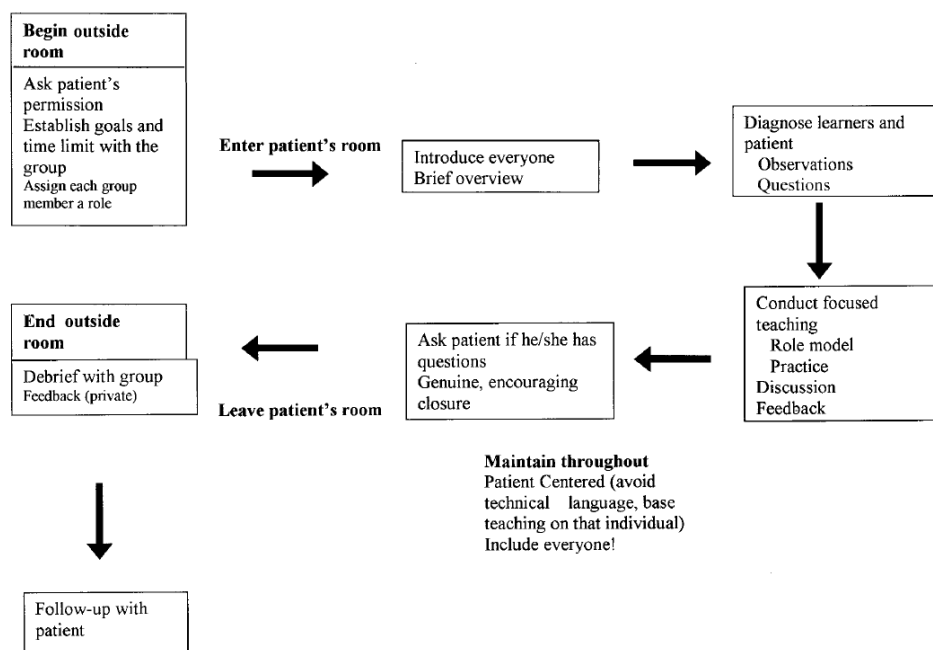 Begin outside
room
Ask patient's
permission
Establish goals and
time limit with the
group
Assign each group
member a role
Enter patient's room
Introduce everyone
Brief overview
Diagnose learners and
patient
Observations
Questions
Conduct focused
teaching
Role model
Practice
Discussion
Feedback
Ask patient if he/she has
questions
Genuine, encouraging
closure
Leave patient's room
End outside
room
Debrief with group
Feedback (private)
Maintain throughout
Patient Centered (avoid
technical language, base
teaching on that individual)
Include everyone!
Follow-up with
patient